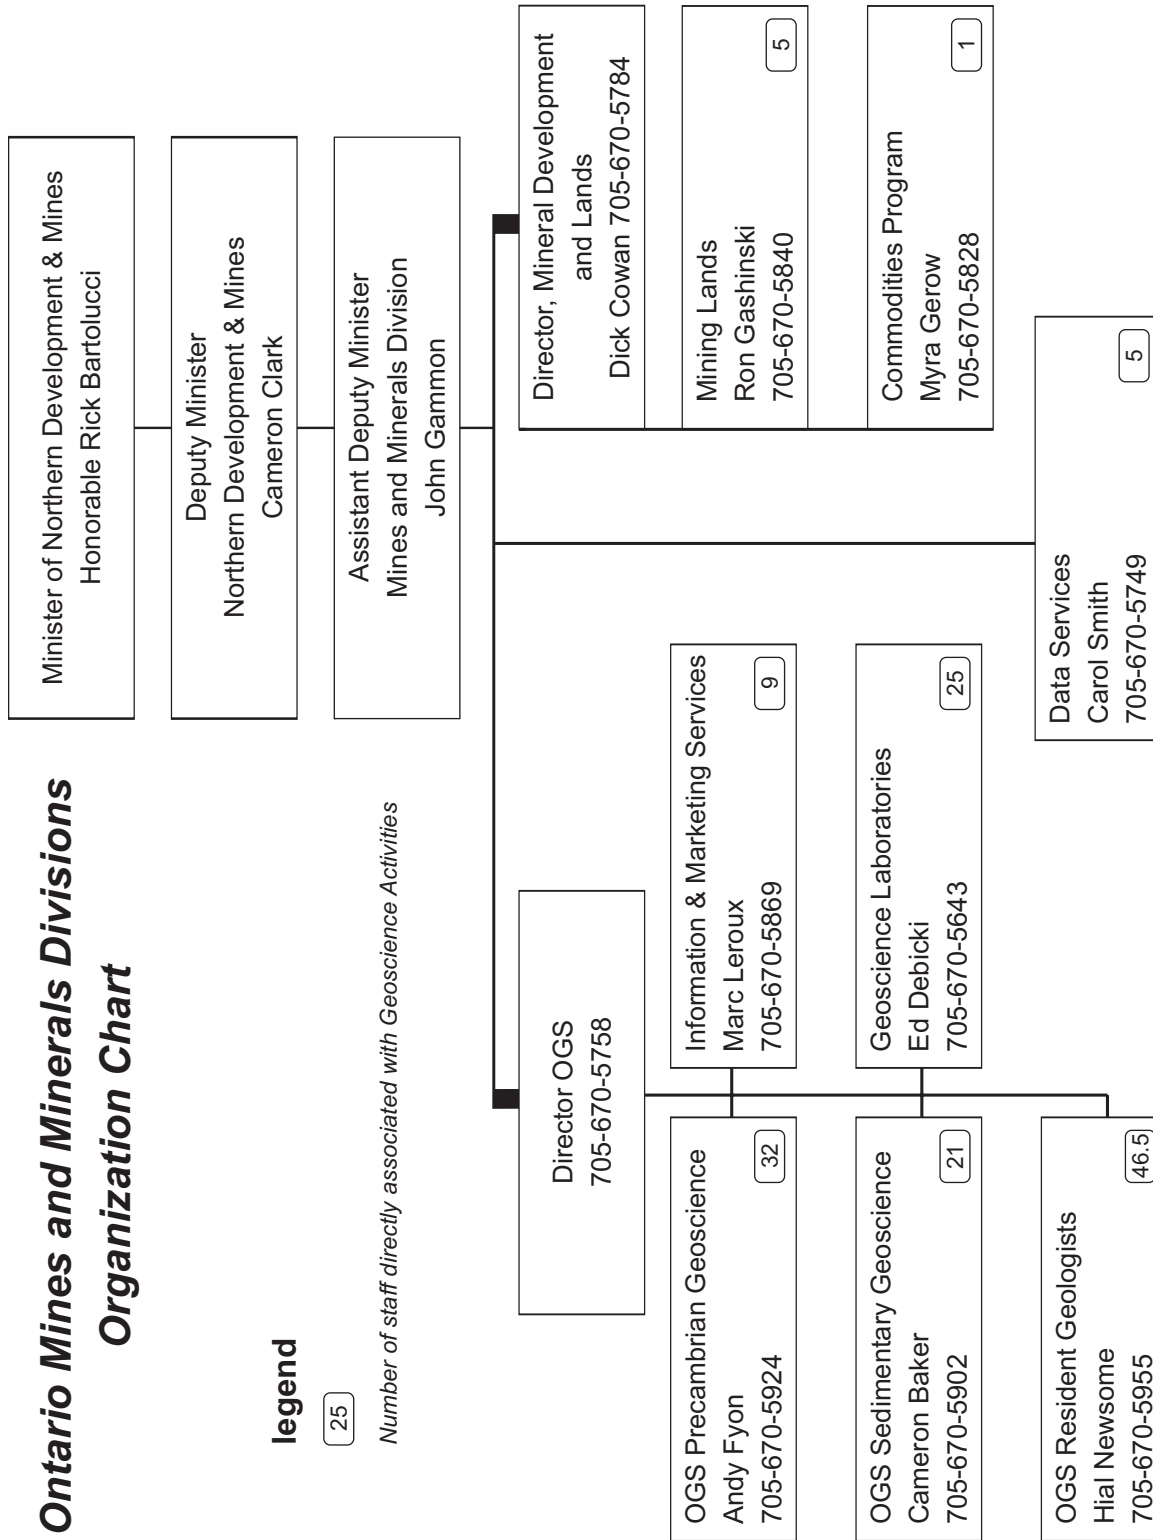 Ontario Mines and Minerals Divisions
Organization Chart
legend
25
Number of staff directly associated with Geoscience Activities
Minister of Northern Development & Mines
Honorable Rick Bartolucci
Deputy Minister
Northern Development & Mines
Cameron Clark
Assistant Deputy Minister
Mines and Minerals Division
John Gammon
Director OGS
705-670-5758
Director, Mineral Development
and Lands
Dick Cowan 705-670-5784
OGS Precambrian Geoscience
Andy Fyon
705-670-5924
32
Information & Marketing Services
Marc Leroux
705-670-5869
9
Mining Lands
Ron Gashinski
705-670-5840
5
OGS Sedimentary Geoscience
Cameron Baker
705-670-5902
21
Geoscience Laboratories
Ed Debicki
705-670-5643
25
Commodities Program
Myra Gerow
705-670-5828
1
OGS Resident Geologists
Hial Newsome
705-670-5955
46.5
Data Services
Carol Smith
705-670-5749
5